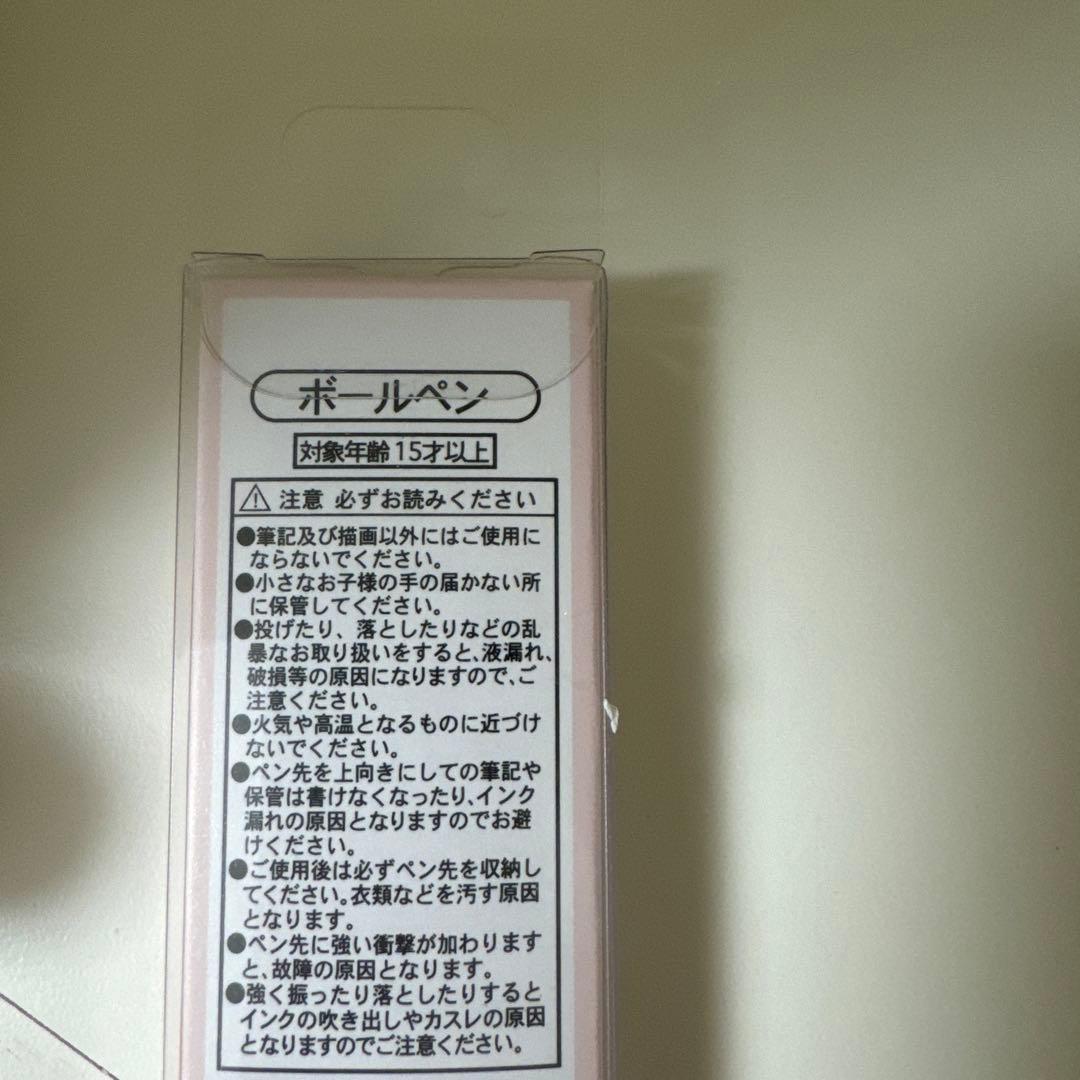 ボールペン
対象年齢15才以上
⚠ 注意 必ずお読みください
●筆記及び描画以外にはご使用に
ならないでください。
●小さなお子様の手の届かない所
に保管してください。
●投げたり、落としたりなどの乱
暴なお取り扱いをすると、液漏れ、
破損等の原因になりますので、ご
注意ください。
●火気や高温となるものに近づけ
ないでください。
●ペン先を上向きにしての筆記や
保管は書けなくなったり、インク
漏れの原因となりますのでお避
けください。
●ご使用後は必ずペン先を収納し
てください。衣類などを汚す原因
となります。
●ペン先に強い衝撃が加わります
と、故障の原因となります。
●強く振ったり落としたりすると
インクの吹き出しやカスレの原因
となりますのでご注意ください。